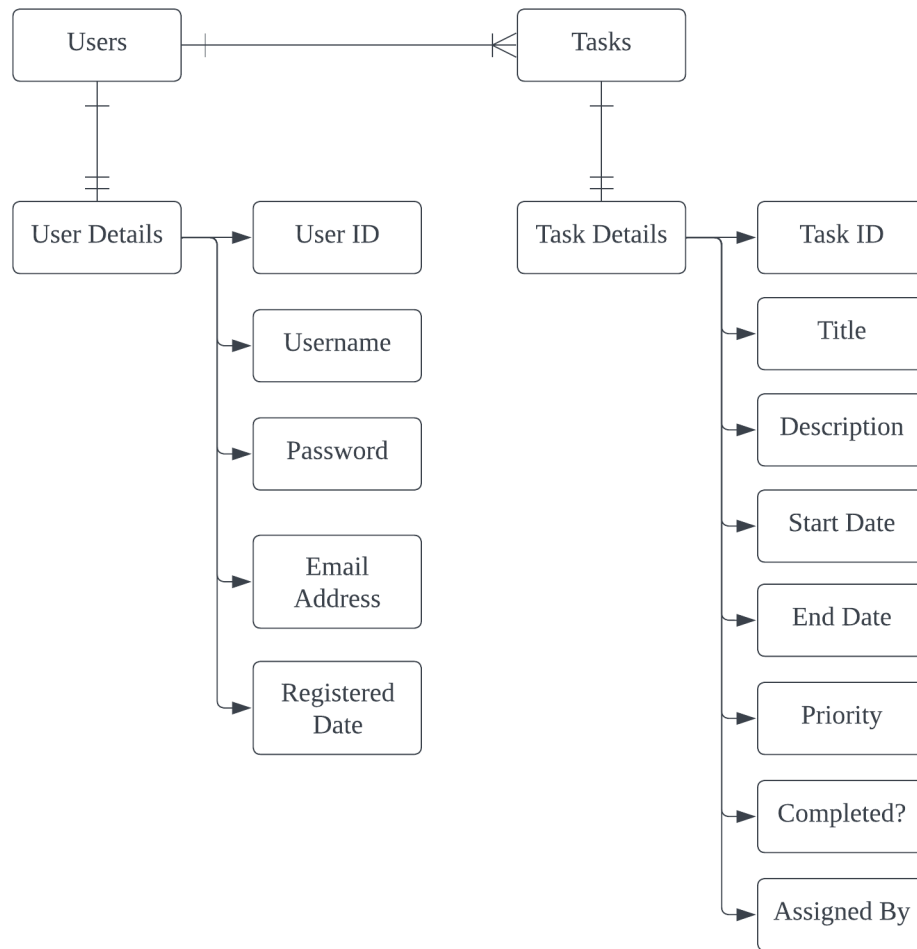 Users
Tasks
User Details
User ID
Task Details
Task ID
Username
Title
Password
Description
Email
Address
Start Date
Registered
Date
End Date
Priority
Completed?
Assigned By